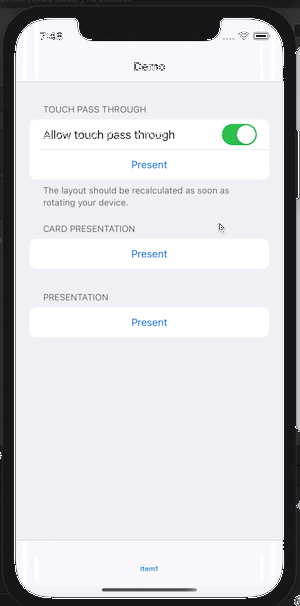 7:48
Demo
TOUCH PASS THROUGH
Allow touch pass through
Present
The layout should be recalculated as soon as
rotating your device.
CARD PRESENTATION
Present
PRESENTATION
Present
Item1